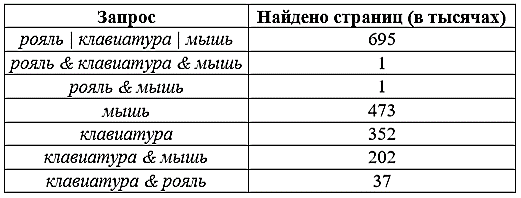 Запрос Найдено страниц (в тысячах)
рояль | клавиатура | мышь 695
рояль & клавиатура & мышь 1
рояль & мышь 1
мышь 473
клавиатура 352
клавиатура & мышь 202
клавиатура & рояль 37